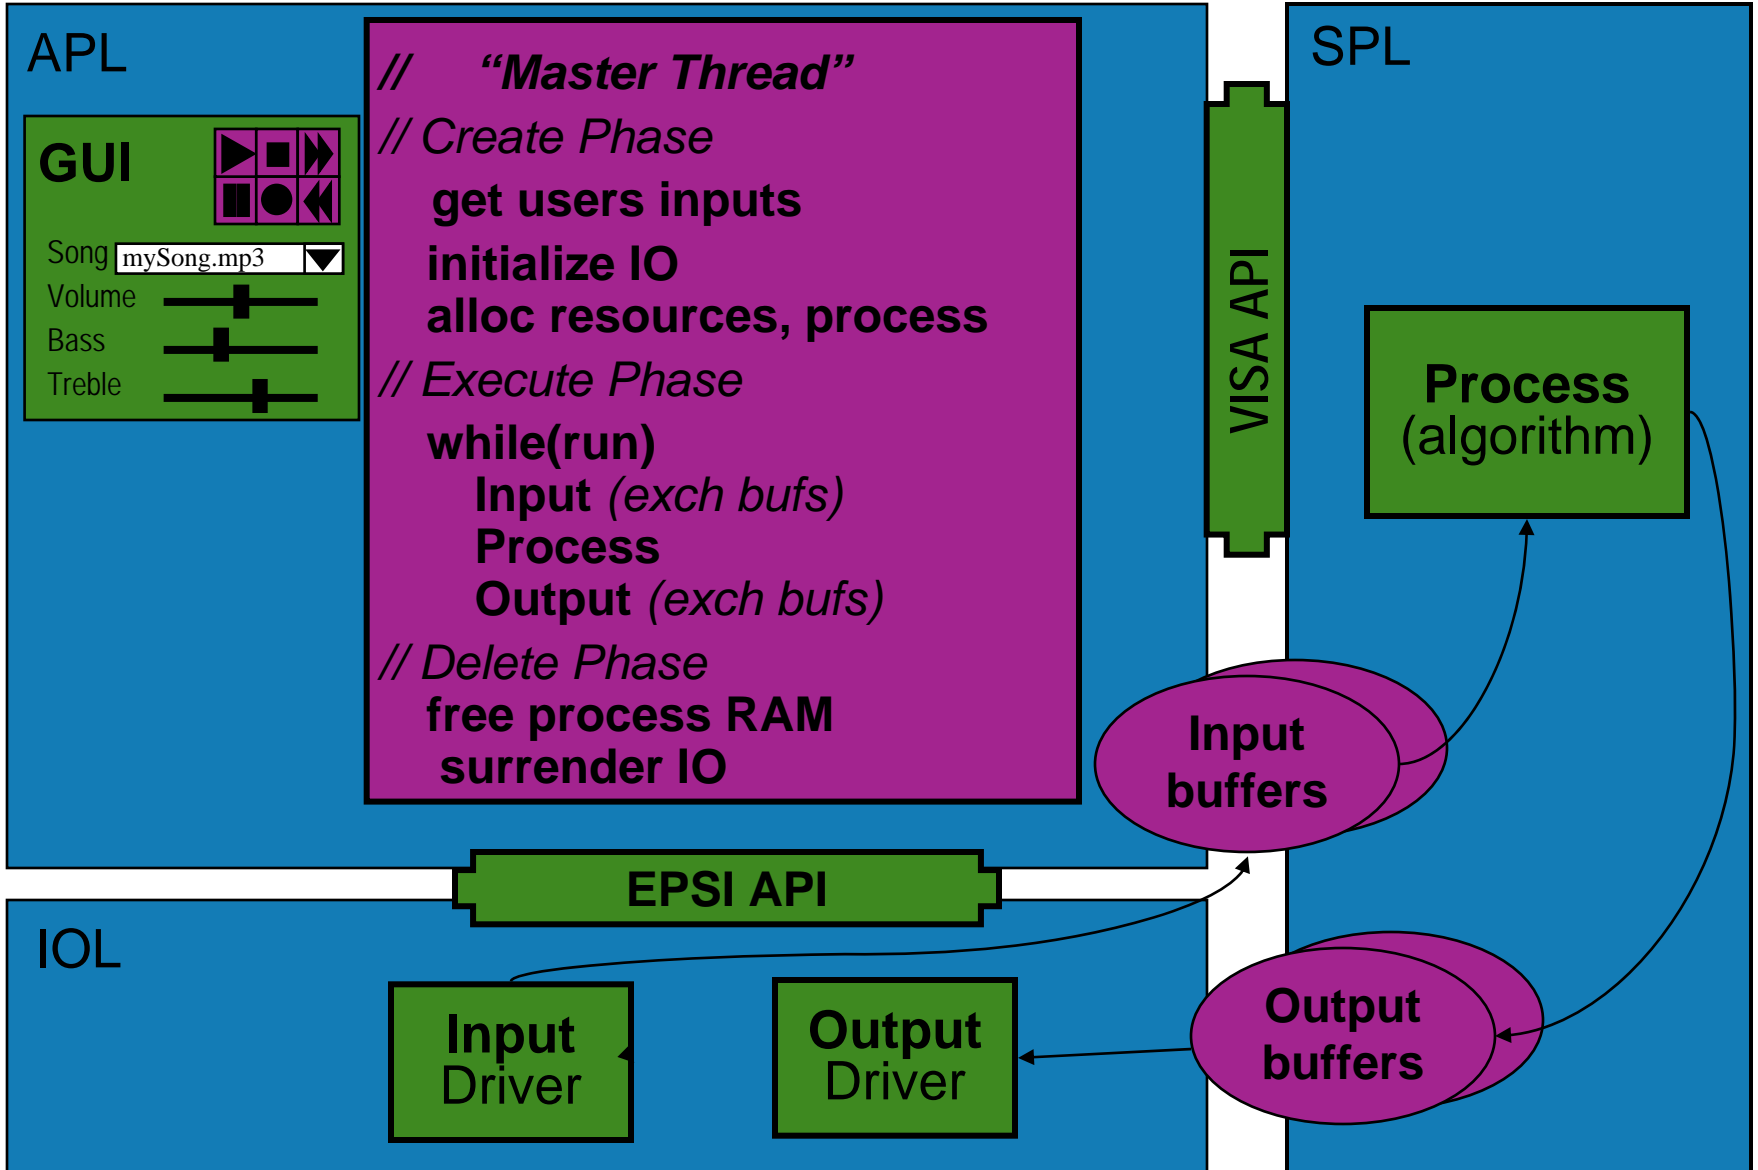 APL
GUI
Song mySong.mp3
Volume
Bass
Treble
// “Master Thread”
// Create Phase
get users inputs
initialize IO
alloc resources, process
// Execute Phase
while(run)
Input (exch bufs)
Process
Output (exch bufs)
// Delete Phase
free process RAM
surrender IO
VISA API
SPL
Process
(algorithm)
Input
buffers
EPSI API
IOL
Input
Driver
Output
Driver
Output
buffers